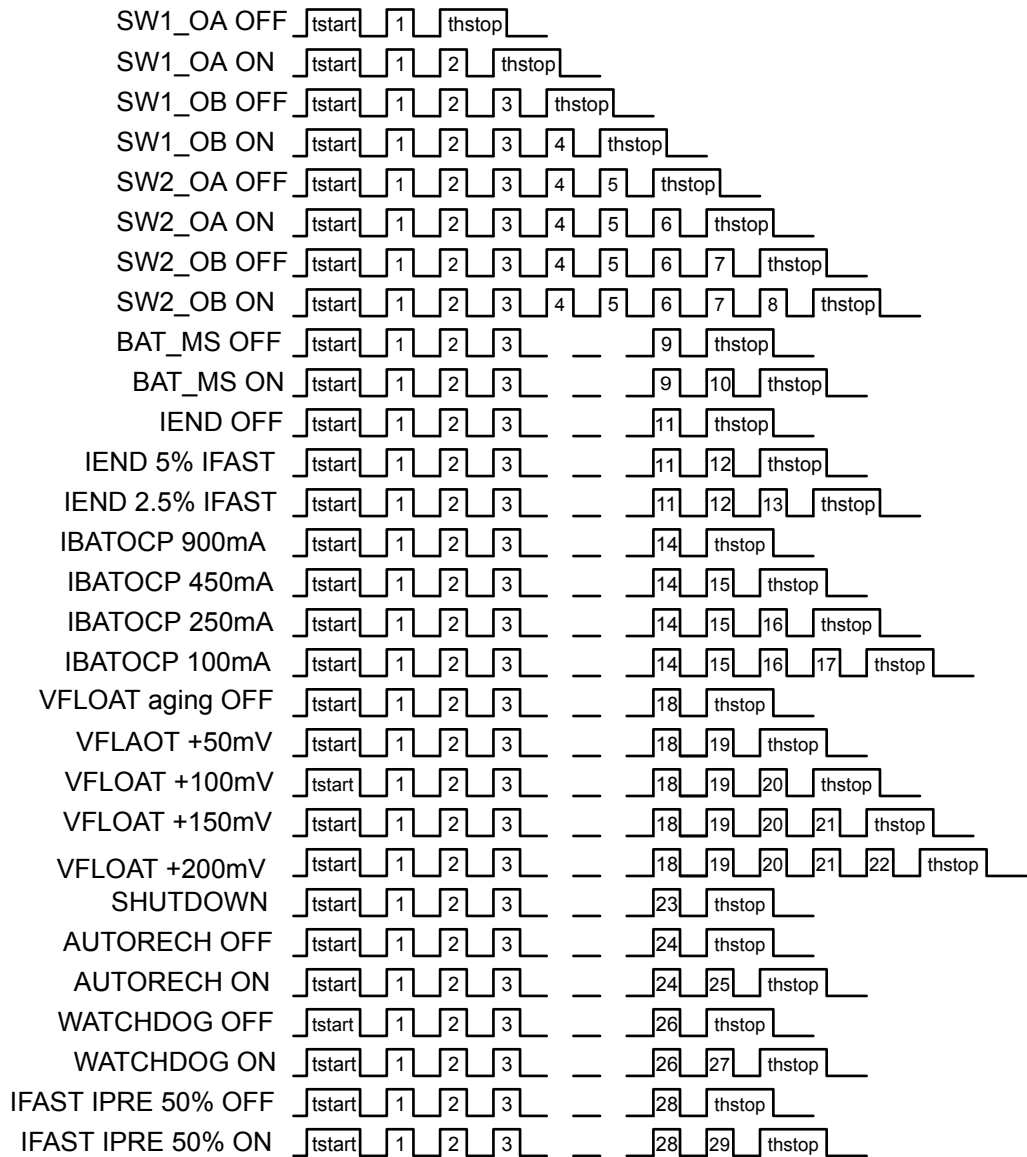 SW1_OA OFF tstart 1 thstop
SW1_OA ON tstart 1 2 thstop
SW1_OB OFF tstart 1 2 3 thstop
SW1_OB ON tstart 1 2 3 4 thstop
SW2_OA OFF tstart 1 2 3 4 5 thstop
SW2_OA ON tstart 1 2 3 4 5 6 thstop
SW2_OB OFF tstart 1 2 3 4 5 6 7 thstop
SW2_OB ON tstart 1 2 3 4 5 6 7 8 thstop
BAT_MS OFF tstart 1 2 3 9 thstop
BAT_MS ON tstart 1 2 3 9 10 thstop
IEND OFF tstart 1 2 3 11 thstop
IEND 5% IFAST tstart 1 2 3 11 12 thstop
IEND 2.5% IFAST tstart 1 2 3 11 12 13 thstop
IBATOCP 900mA tstart 1 2 3 14 thstop
IBATOCP 450mA tstart 1 2 3 14 15 thstop
IBATOCP 250mA tstart 1 2 3 14 15 16 thstop
IBATOCP 100mA tstart 1 2 3 14 15 16 17 thstop
VFLOAT aging OFF tstart 1 2 3 18 thstop
VFLAOT +50mV tstart 1 2 3 18 19 thstop
VFLOAT +100mV tstart 1 2 3 18 19 20 thstop
VFLOAT +150mV tstart 1 2 3 18 19 20 21 thstop
VFLOAT +200mV tstart 1 2 3 18 19 20 21 22 thstop
SHUTDOWN tstart 1 2 3 23 thstop
AUTORECH OFF tstart 1 2 3 24 thstop
AUTORECH ON tstart 1 2 3 24 25 thstop
WATCHDOG OFF tstart 1 2 3 26 thstop
WATCHDOG ON tstart 1 2 3 26 27 thstop
IFAST IPRE 50% OFF tstart 1 2 3 28 thstop
IFAST IPRE 50% ON tstart 1 2 3 28 29 thstop